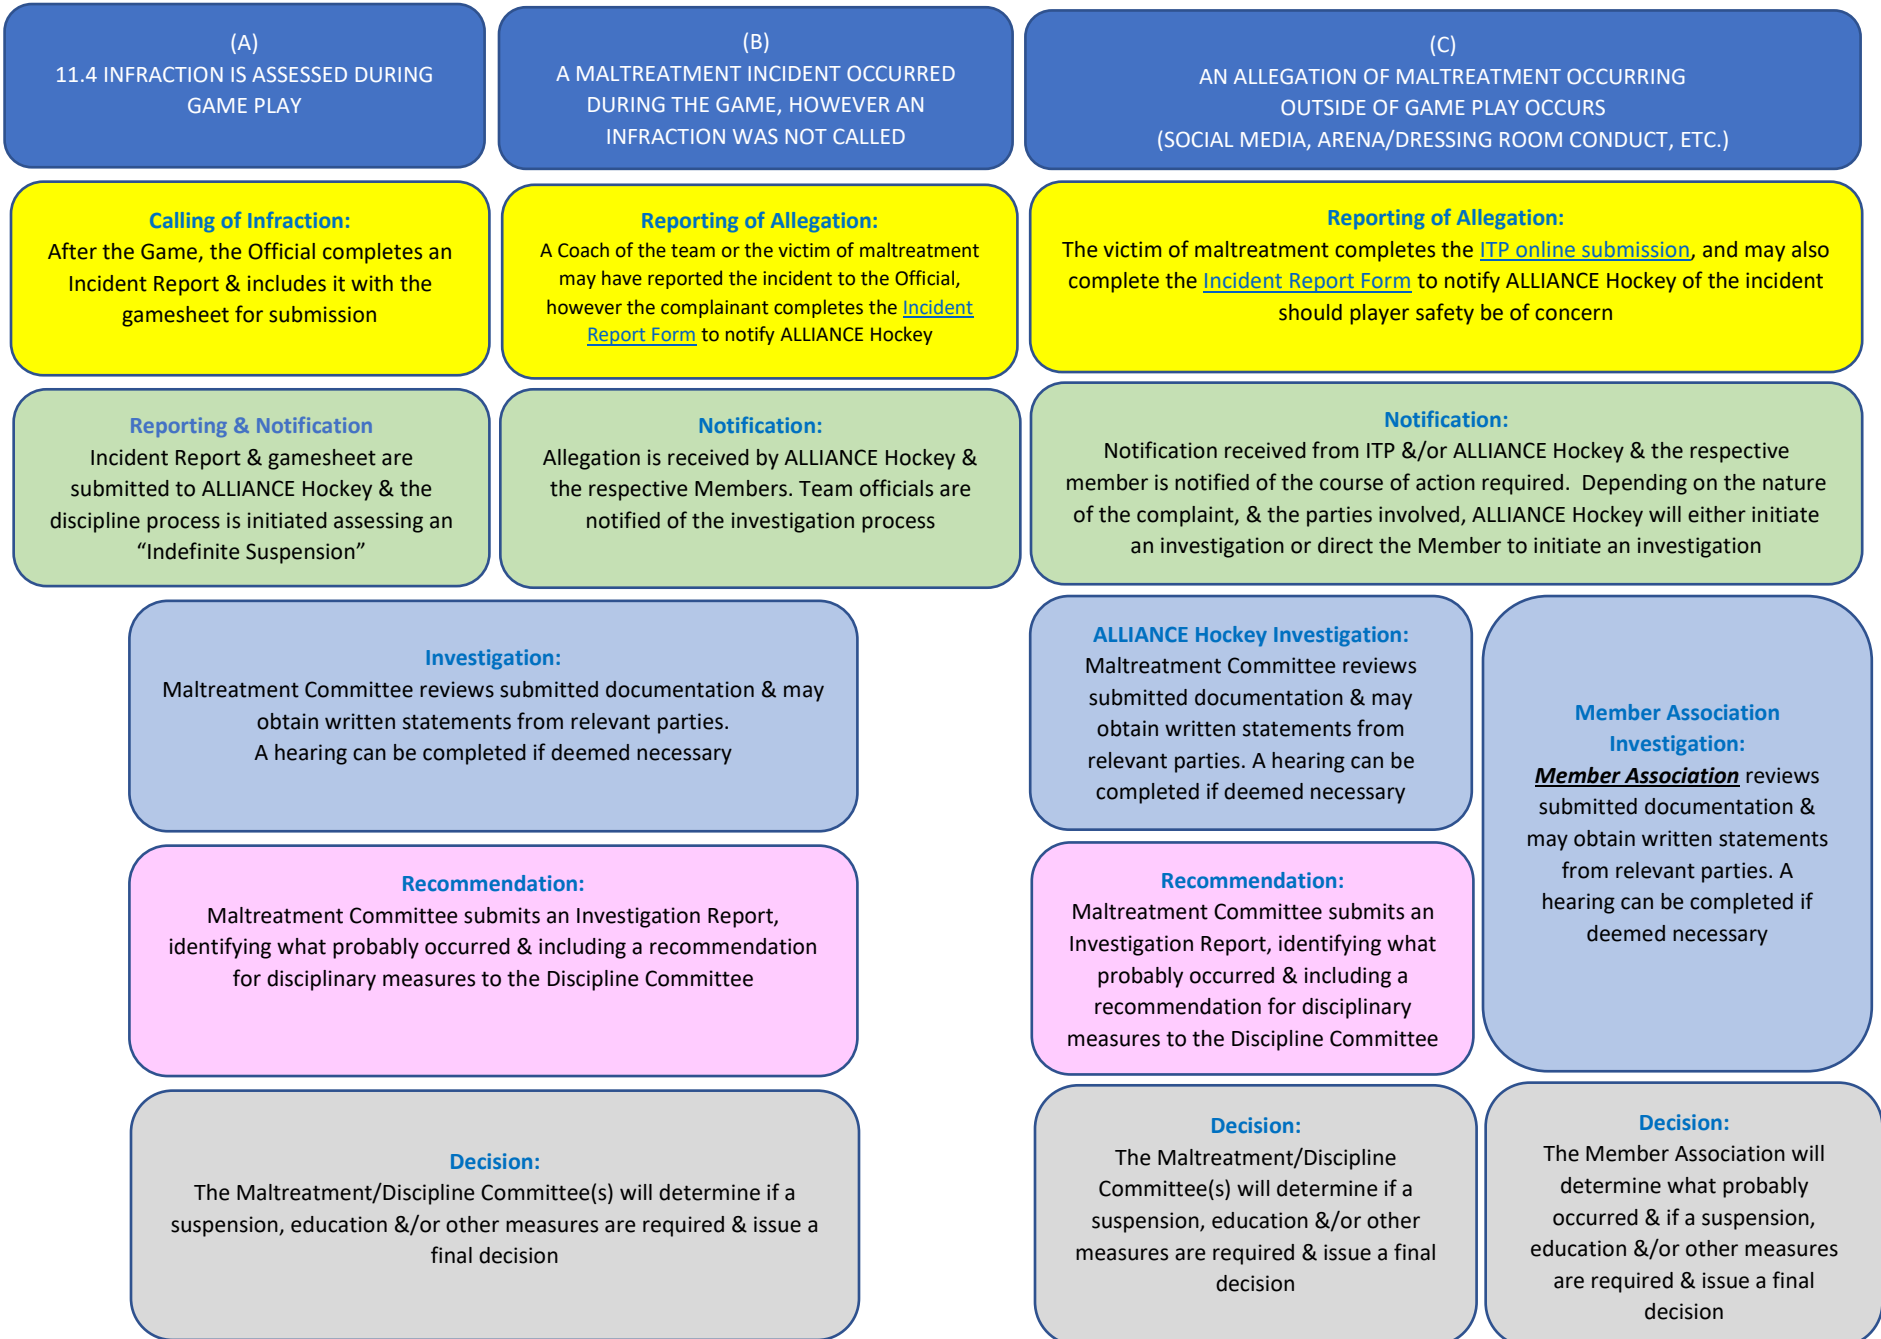 (A)
11.4 INFRACTION IS ASSESSED DURING
GAME PLAY
(B)
A MALTREATMENT INCIDENT OCCURRED
DURING THE GAME, HOWEVER AN
INFRACTION WAS NOT CALLED
(C)
AN ALLEGATION OF MALTREATMENT OCCURRING
OUTSIDE OF GAME PLAY OCCURS
(SOCIAL MEDIA, ARENA/DRESSING ROOM CONDUCT, ETC.)
Calling of Infraction:
After the Game, the Official completes an
Incident Report & includes it with the
gamesheet for submission
Reporting of Allegation:
A Coach of the team or the victim of maltreatment
may have reported the incident to the Official,
however the complainant completes the Incident
Report Form to notify ALLIANCE Hockey
Reporting of Allegation:
The victim of maltreatment completes the ITP online submission, and may also
complete the Incident Report Form to notify ALLIANCE Hockey of the incident
should player safety be of concern
Reporting & Notification
Incident Report & gamesheet are
submitted to ALLIANCE Hockey & the
discipline process is initiated assessing an
“Indefinite Suspension”
Notification:
Allegation is received by ALLIANCE Hockey &
the respective Members. Team officials are
notified of the investigation process
Notification:
Notification received from ITP &/or ALLIANCE Hockey & the respective
member is notified of the course of action required.  Depending on the nature
of the complaint, & the parties involved, ALLIANCE Hockey will either initiate
an investigation or direct the Member to initiate an investigation
Investigation:
Maltreatment Committee reviews submitted documentation & may
obtain written statements from relevant parties.
A hearing can be completed if deemed necessary
ALLIANCE Hockey Investigation:
Maltreatment Committee reviews
submitted documentation & may
obtain written statements from
relevant parties. A hearing can be
completed if deemed necessary
Member Association
Investigation:
Member Association reviews
submitted documentation &
may obtain written statements
from relevant parties. A
hearing can be completed if
deemed necessary
Recommendation:
Maltreatment Committee submits an Investigation Report,
identifying what probably occurred & including a recommendation
for disciplinary measures to the Discipline Committee
Recommendation:
Maltreatment Committee submits an
Investigation Report, identifying what
probably occurred & including a
recommendation for disciplinary
measures to the Discipline Committee
Decision:
The Maltreatment/Discipline Committee(s) will determine if a
suspension, education &/or other measures are required & issue a
final decision
Decision:
The Maltreatment/Discipline
Committee(s) will determine if a
suspension, education &/or other
measures are required & issue a final
decision
Decision:
The Member Association will
determine what probably
occurred & if a suspension,
education &/or other measures
are required & issue a final
decision